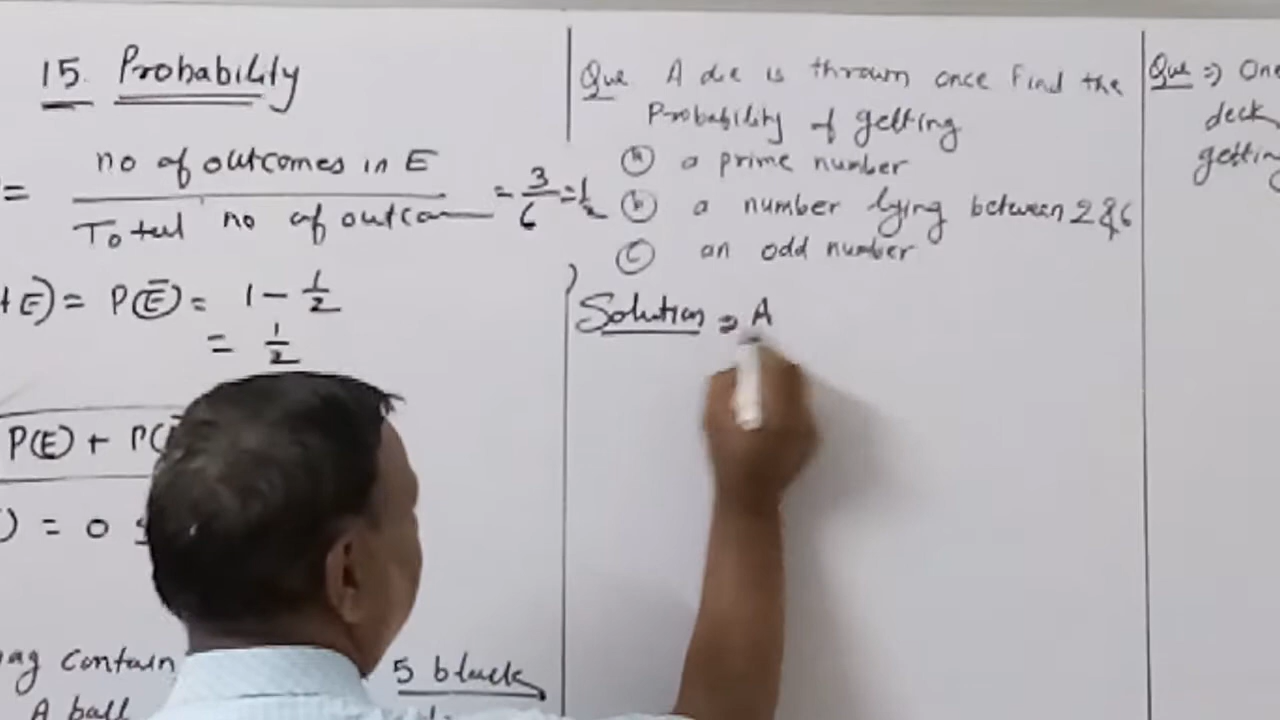 15. Probability
= no of outcomes in E
Total no of outcom = 3/6 = 1/2
t E) = P(E̅) = 1 - 1/2
= 1/2
P(E) + P(
) = 0
ag contain 5 black
A ball
Que A die is thrown once Find the
Probability of getting
(a) a prime number
(b) a number lying between 2 & 6
(c) an odd number
Solution ⇒ A
Que ⇒ One
deck
getting